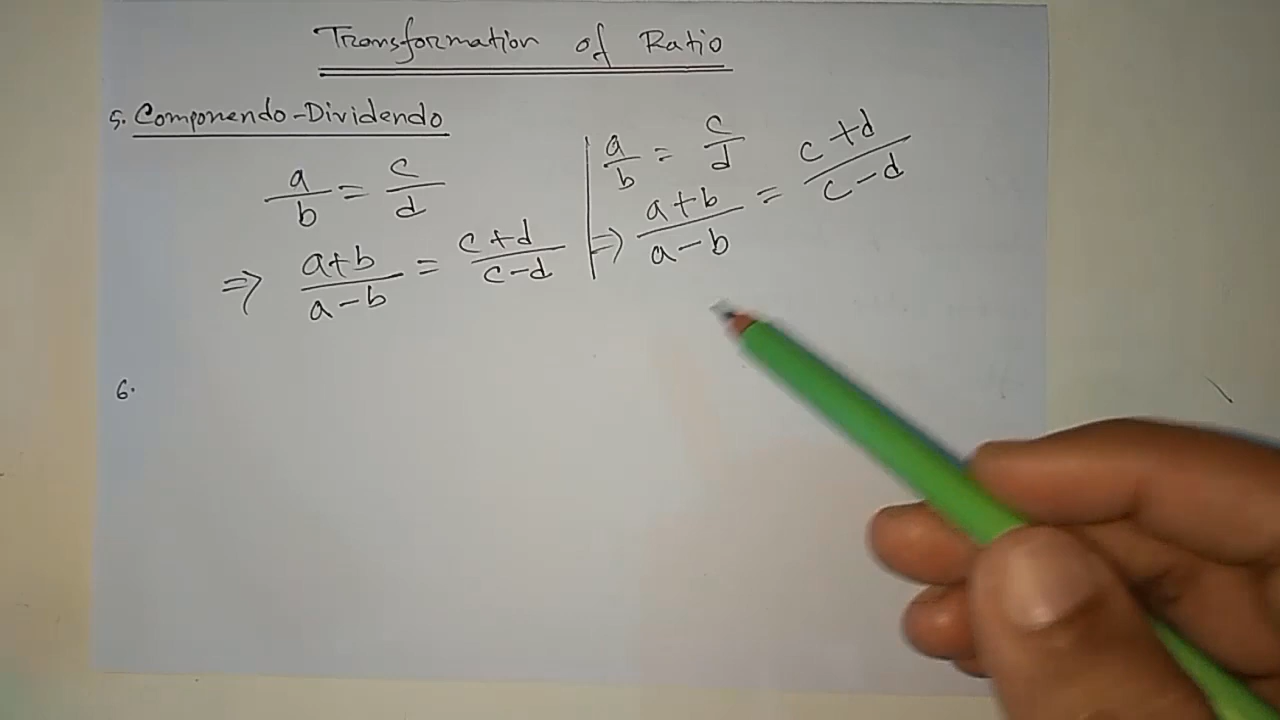 Transformation of Ratio
5. Componendo-Dividendo
a/b = c/d
⇒ a+b/a-b = c+d/c-d
a/b = c/d
⇒ a+b/a-b = c+d/c-d
6.